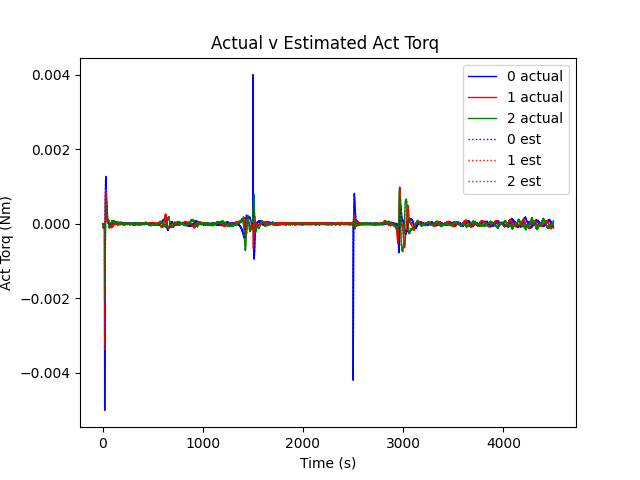 Actual v Estimated Act Torq
0.004
0.002
0.000
−0.002
−0.004
Act Torq (Nm)
0 actual
1 actual
2 actual
0 est
1 est
2 est
0
1000
2000
3000
4000
Time (s)